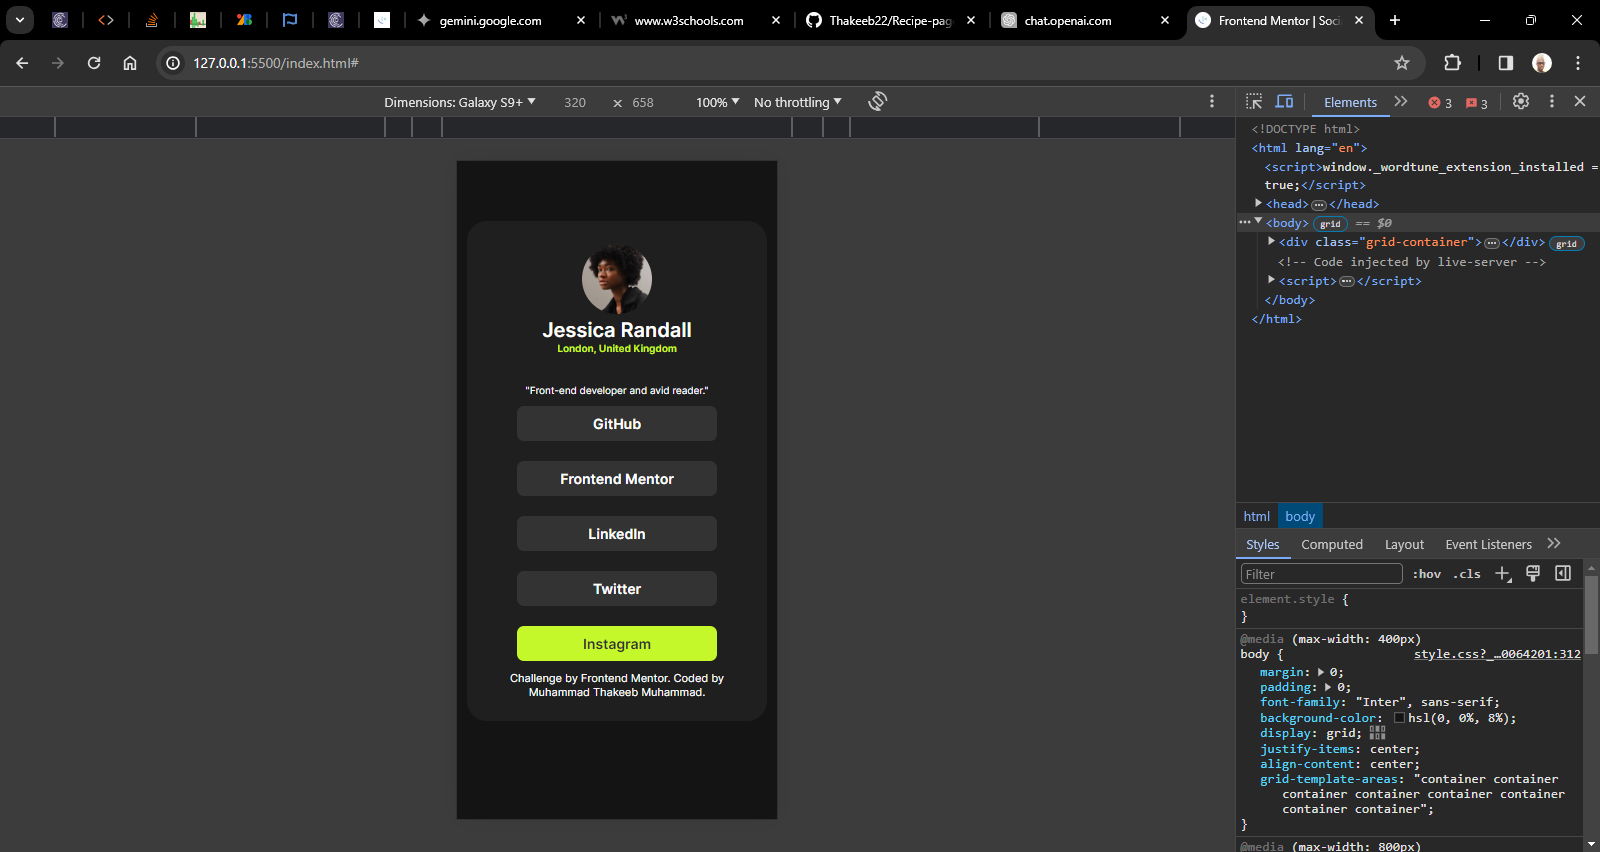 gemini.google.com
www.w3schools.com
Thakeeb22/Recipe-pag
chat.openai.com
Frontend Mentor | Soci
127.0.0.1:5500/index.html#
Dimensions: Galaxy S9+ 320 x 658 100% No throttling
Elements 3 3
<!DOCTYPE html>
<html lang="en">
<script>window._wordtune_extension_installed =
true;</script>
<head>…</head>
<body> grid == $0
<div class="grid-container">…</div> grid
<!-- Code injected by live-server -->
<script>…</script>
</body>
</html>
Jessica Randall
London, United Kingdom
"Front-end developer and avid reader."
GitHub
Frontend Mentor
LinkedIn
Twitter
Instagram
Challenge by Frontend Mentor. Coded by
Muhammad Thakeeb Muhammad.
html body
Styles Computed Layout Event Listeners
Filter :hov .cls
element.style {
}
@media (max-width: 400px)
body { style.css?_…0064201:312
margin: 0;
padding: 0;
font-family: "Inter", sans-serif;
background-color: hsl(0, 0%, 8%);
display: grid;
justify-items: center;
align-content: center;
grid-template-areas: "container container
container container container container
container container";
}
@media (max-width: 800px)